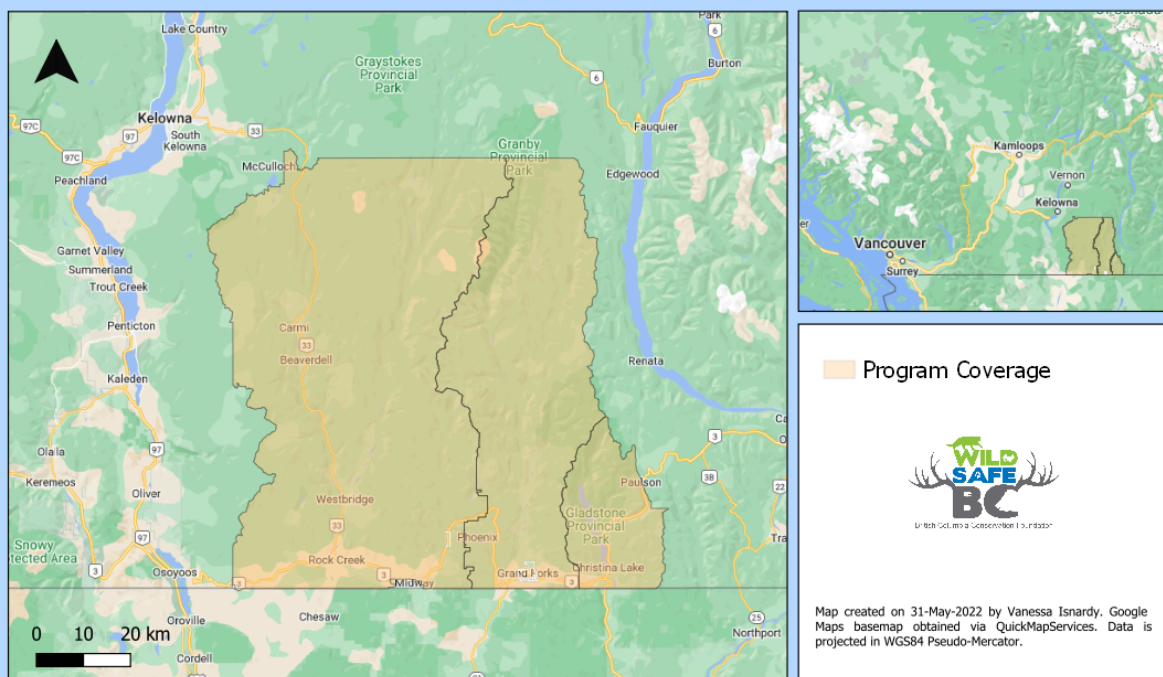 Park
Lake Country
6
Graystokes
Provincial
Park
Burton
6
97C
Kelowna
97
33
South
Kelowna
Fauquier
97C
McCulloch
Granby
Provincial
Park
Peachland
Edgewood
Garnet Valley
Summerland
Trout Creek
Penticton
Carmi
33
Beaverdell
Renata
Kaleden
97
3
Olalla
3B
Keremeos
Paulson
22
Oliver
Westbridge
Gladstone
Provincial
Park
33
97
Phoenix
Snowy
tected Area
Rock Creek
3
Osoyoos
3
3
Midway
Grand Forks
3
Christina Lake
Oroville
Chesaw
25
Northport
Cordell
0 10 20 km
Kamloops
Vernon
Kelowna
Vancouver
Surrey
Program Coverage
WILD
SAFE
BC
British Columbia Conservation Foundation
Map created on 31-May-2022 by Vanessa Isnardy. Google
Maps basemap obtained via QuickMapServices. Data is
projected in WGS84 Pseudo-Mercator.